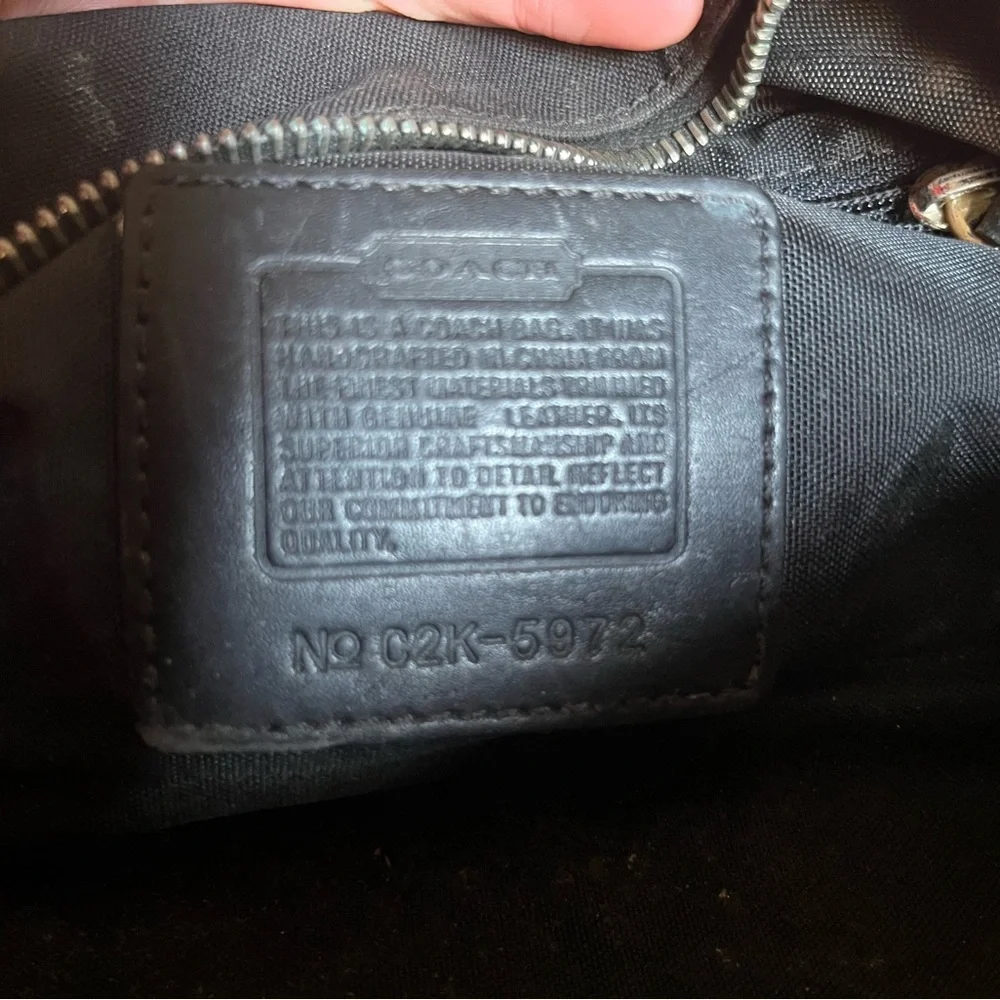 COACH
THIS IS A COACH BAG. IT WAS
HANDCRAFTED IN CHINA FROM
THE FINEST MATERIALS TRIMMED
WITH GENUINE LEATHER. ITS
SUPERIOR CRAFTSMANSHIP AND
ATTENTION TO DETAIL REFLECT
OUR COMMITMENT TO ENDURING
QUALITY.
Nº C2K-5972